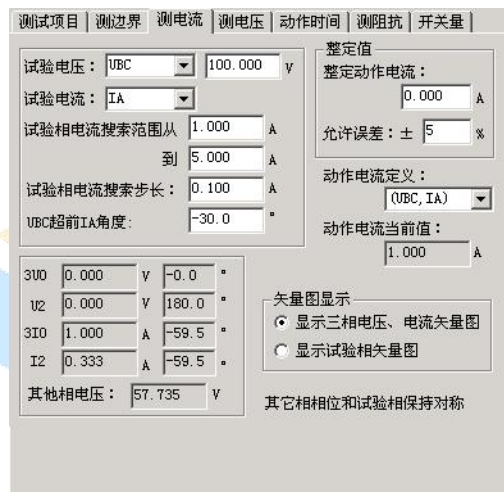 测试项目 测边界 测电流 测电压 动作时间 测阻抗 开关量
试验电压： UBC 100.000 V
试验电流： IA
试验相电流搜索范围从 1.000 A
到 5.000 A
试验相电流搜索步长： 0.100 A
UBC超前IA角度: -30.0 °
整定值
整定动作电流：
0.000 A
允许误差：± 5 %
动作电流定义：
(UBC,IA)
动作电流当前值：
1.000 A
3U0 0.000 V -0.0 °
U2 0.000 V 180.0 °
3I0 1.000 A -59.5 °
I2 0.333 A -59.5 °
其他相电压： 57.735 V
矢量图显示
显示三相电压、电流矢量图
显示试验相矢量图
其它相相位和试验相保持对称